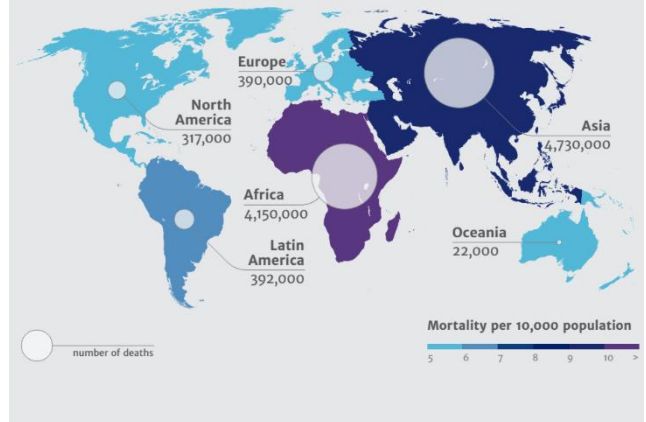 Europe
390,000
North
America
317,000
Asia
4,730,000
Africa
4,150,000
Oceania
22,000
Latin
America
392,000
Mortality per 10,000 population
number of deaths
5 6 7 8 9 10 >